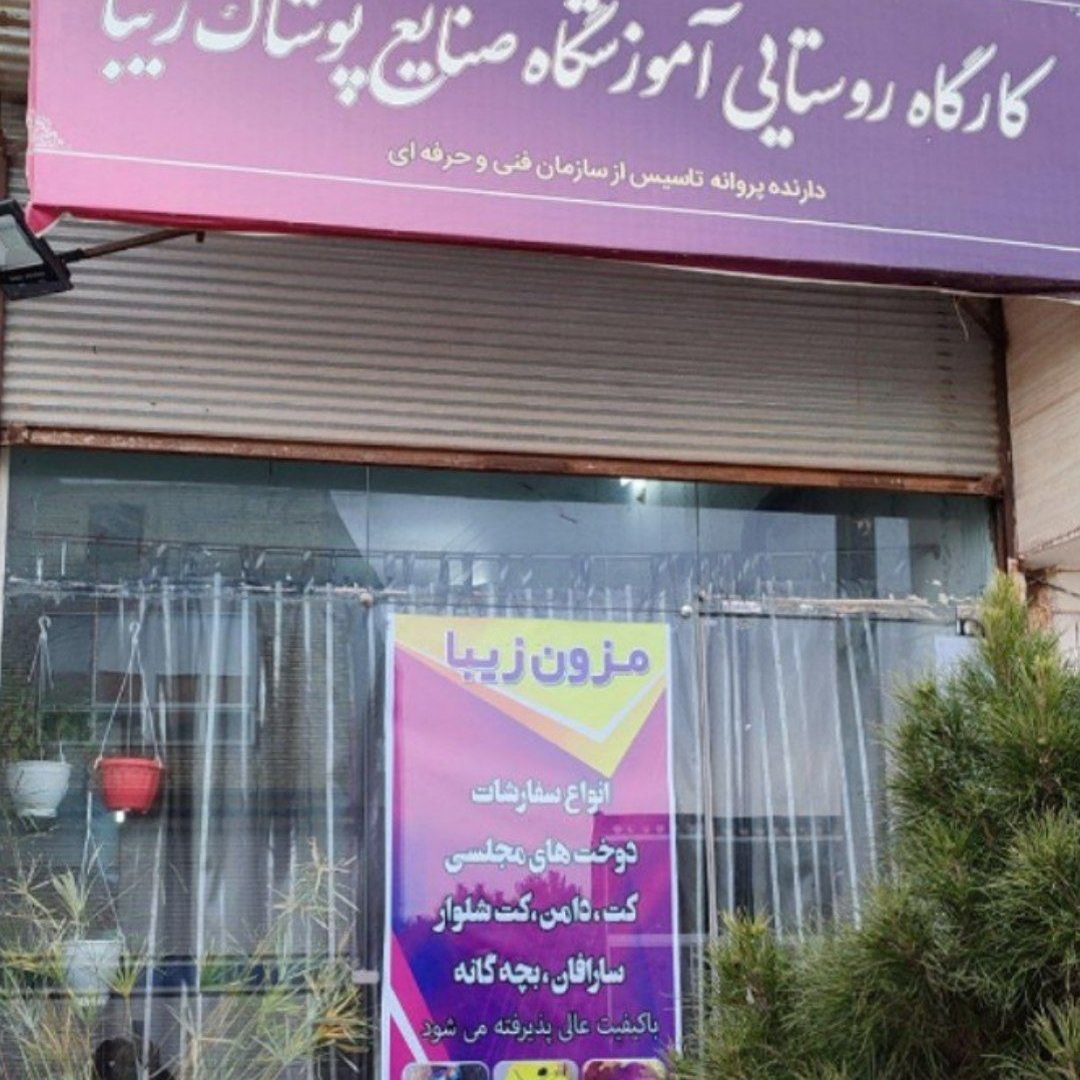 کارگاه روستایی آموزشگاه صنایع پوشاک زیبا
دارنده پروانه تاسیس از سازمان فنی و حرفه ای
مزون زیبا
انواع سفارشات
دوخت های مجلسی
کت، دامن، کت شلوار
سارافان، بچه گانه
باکیفیت عالی پذیرفته می شود